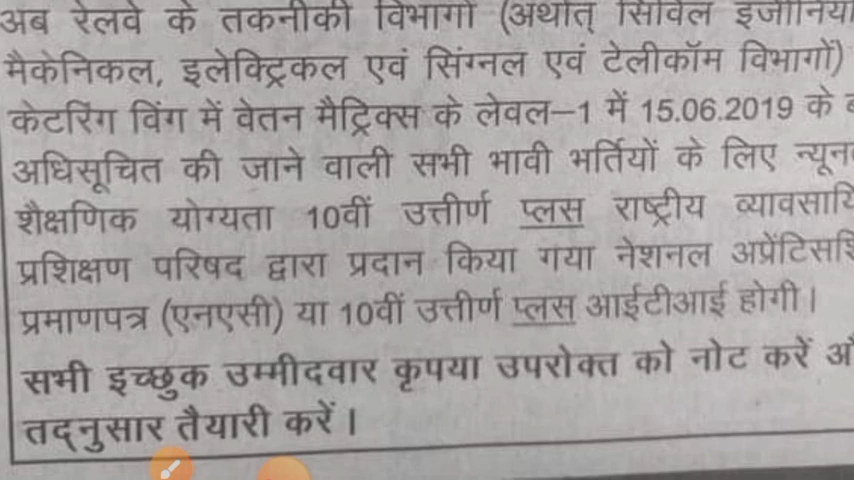 अब रेलवे के तकनीकी विभागों (अर्थात् सिविल
मैकेनिकल, इलेक्ट्रिकल एवं सिंग्नल एवं टेलीकॉम विभागों)
केटरिंग विंग में वेतन मैट्रिक्स के लेवल-1 में 15.06.2019 के
अधिसूचित की जाने वाली सभी भावी भर्तियों के लिए
शैक्षणिक योग्यता 10वीं उत्तीर्ण प्लस राष्ट्रीय
प्रशिक्षण परिषद द्वारा प्रदान किया गया नेशनल
प्रमाणपत्र (एनएसी) या 10वीं उत्तीर्ण प्लस आईटीआई होगी।
सभी इच्छुक उम्मीदवार कृपया उपरोक्त को नोट करें
तद्नुसार तैयारी करें।